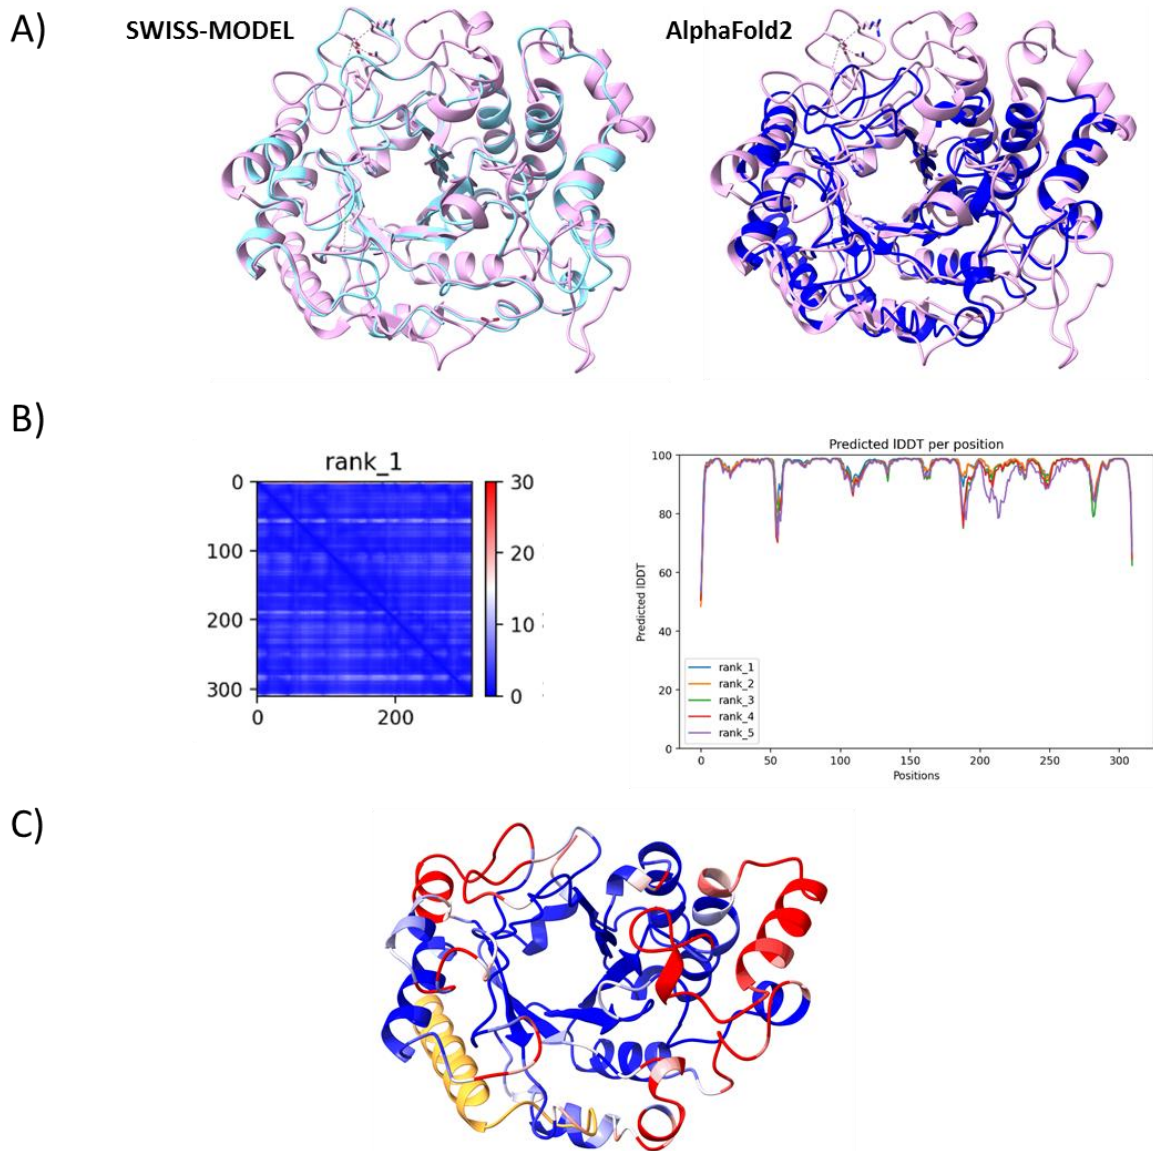 A)
SWISS-MODEL
AlphaFold2
B)
rank_1
0
100
200
300
0
200
30
20
10
0
Predicted lDDT per position
100
80
60
40
20
0
Predicted lDDT
rank_1
rank_2
rank_3
rank_4
rank_5
0
50
100
150
200
250
300
Positions
C)